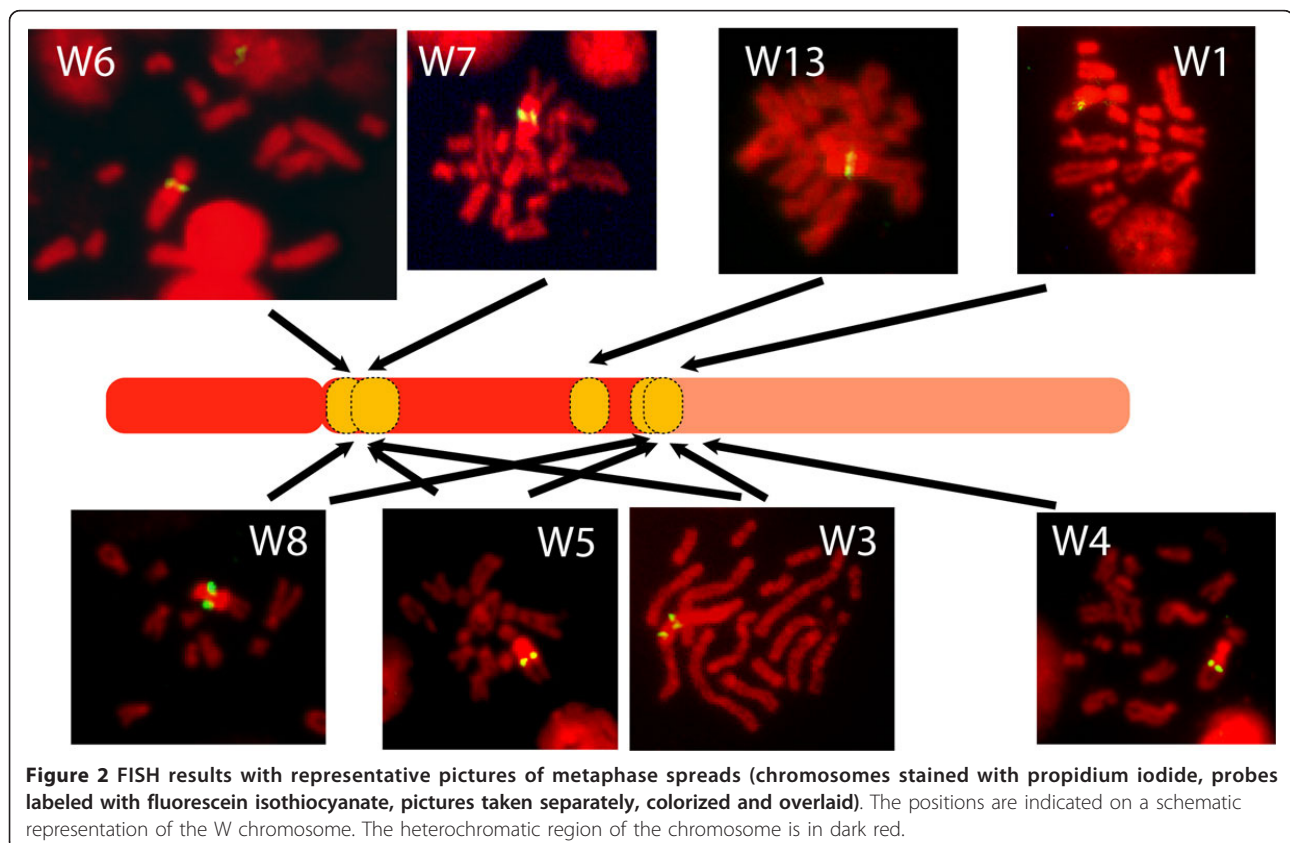 W6
W7
W13
W1
W8
W5
W3
W4
Figure 2 FISH results with representative pictures of metaphase spreads (chromosomes stained with propidium iodide, probes
labeled with fluorescein isothiocyanate, pictures taken separately, colorized and overlaid). The positions are indicated on a schematic
representation of the W chromosome. The heterochromatic region of the chromosome is in dark red.